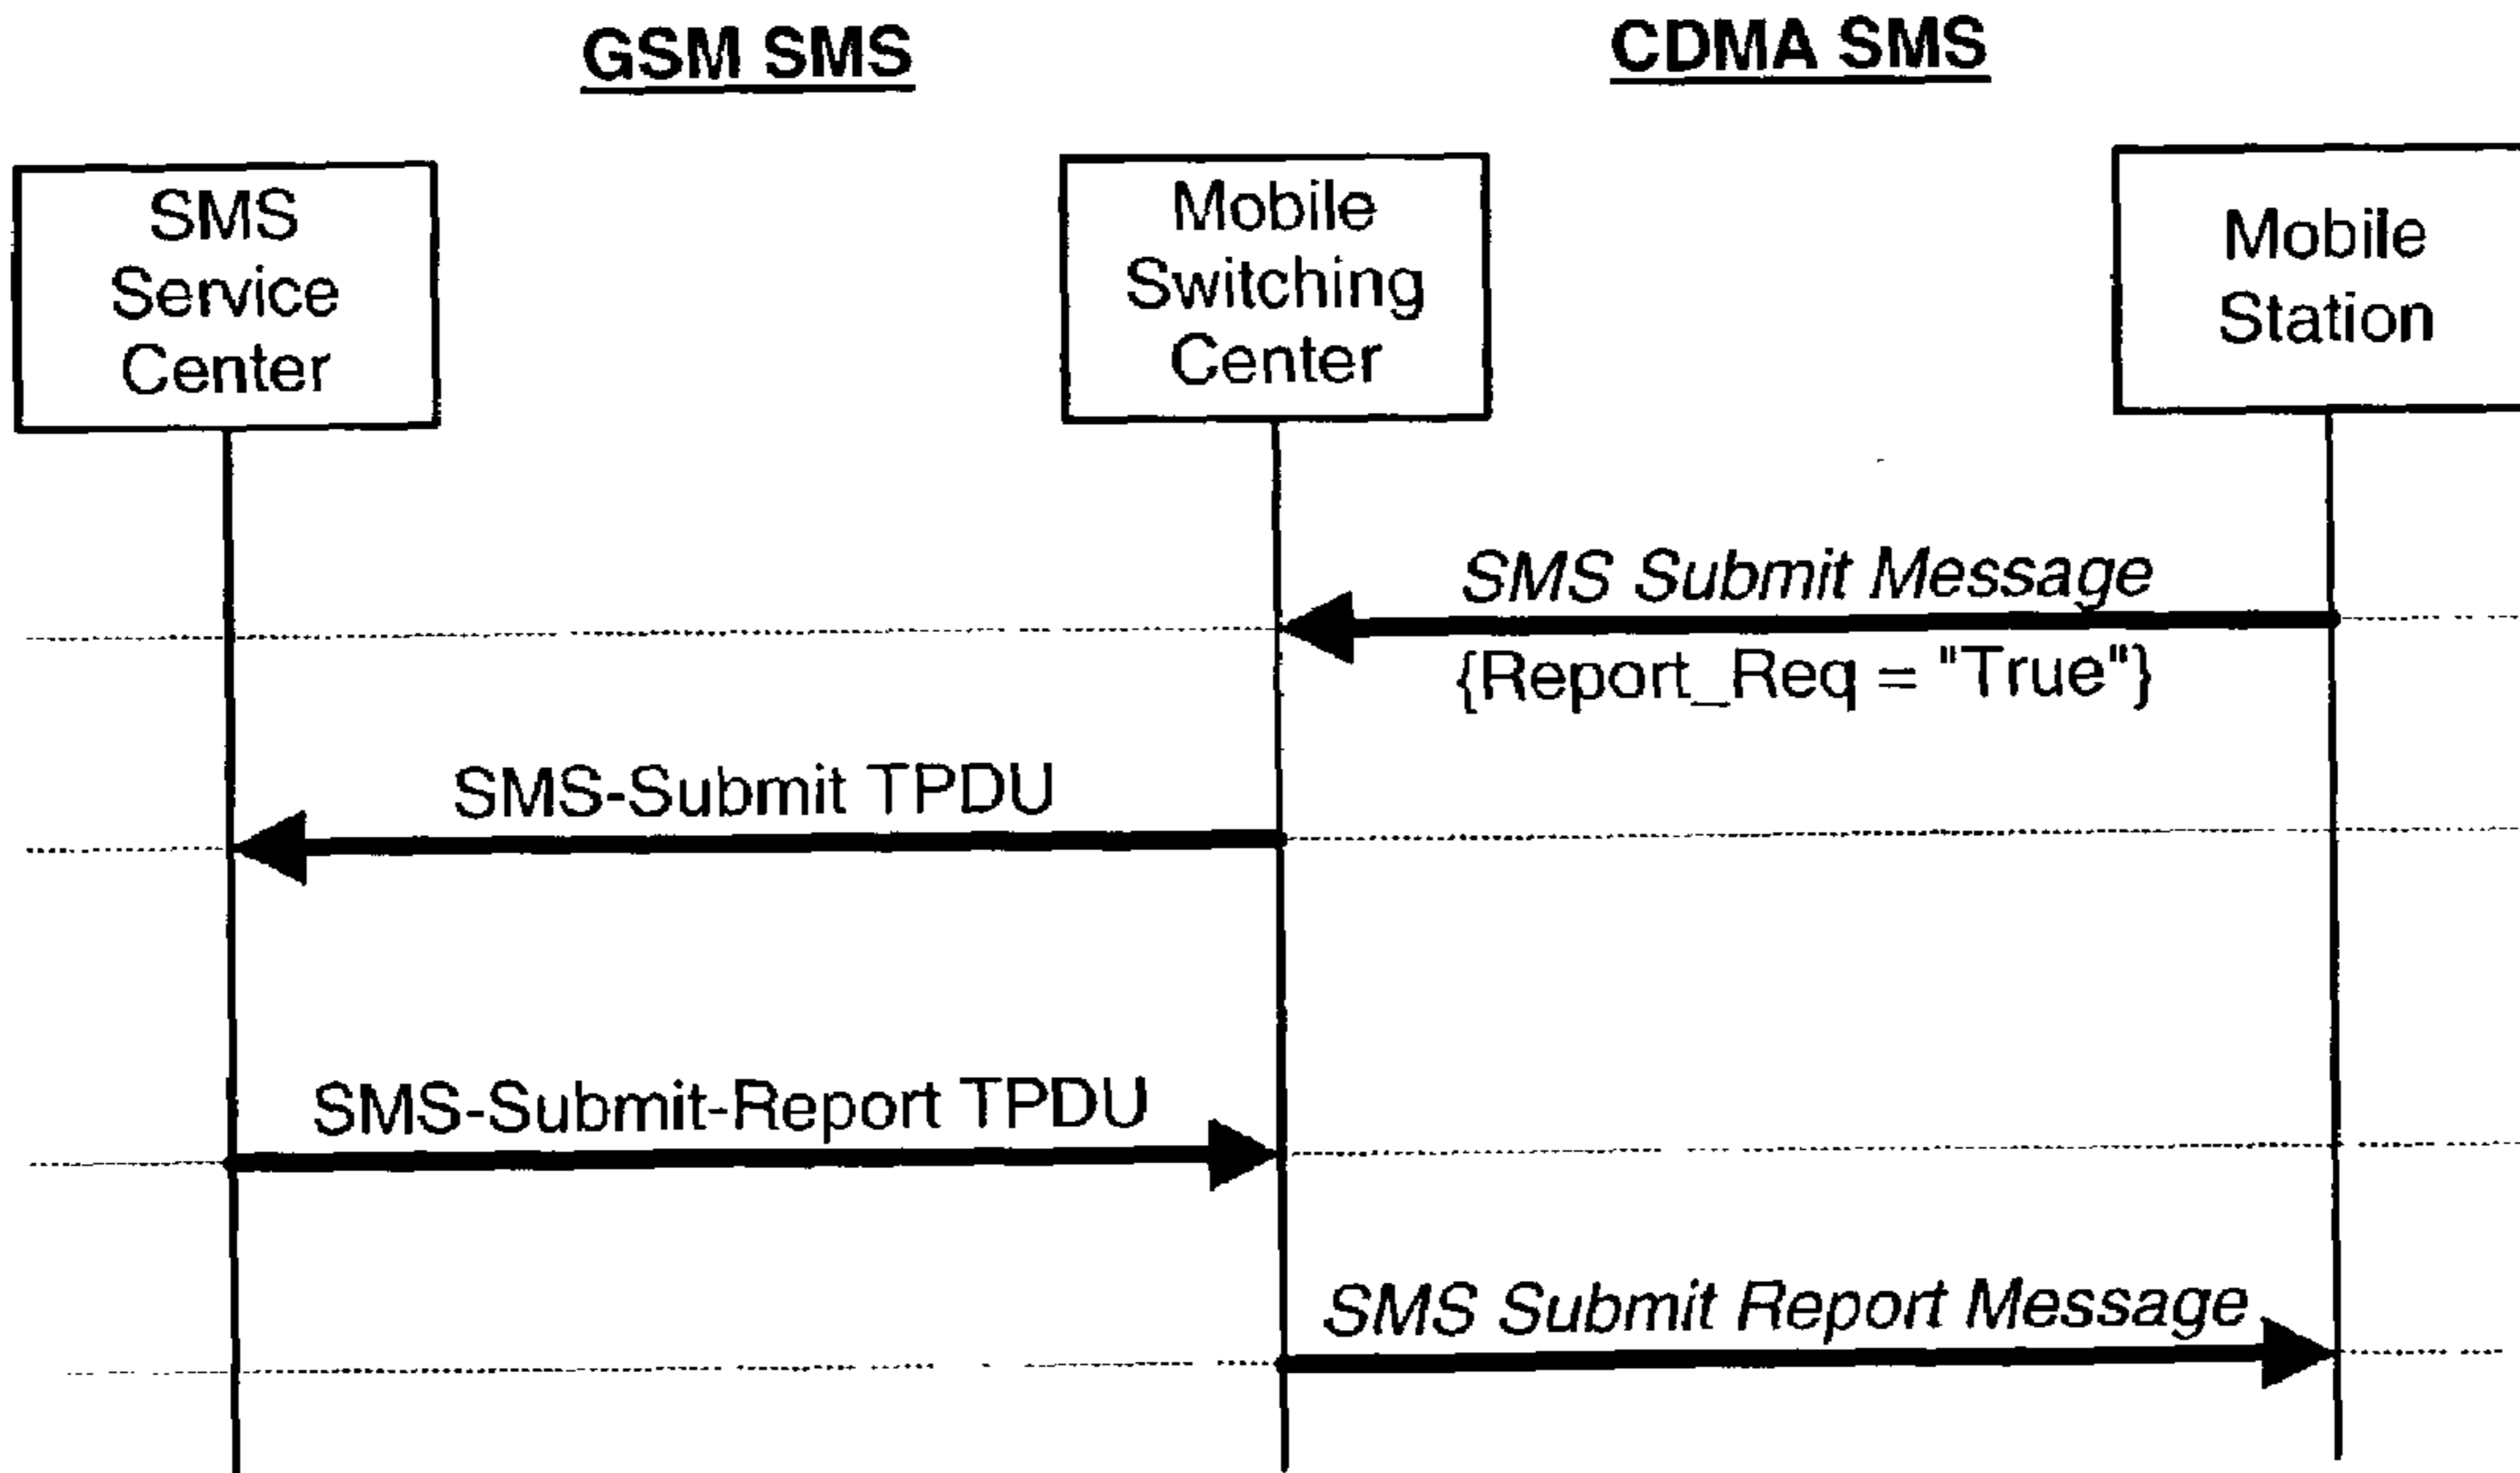 GSM SMS
CDMA SMS
SMS
Service
Center
Mobile
Switching
Center
Mobile
Station
SMS Submit Message
{Report_Req = "True"}
SMS-Submit TPDU
SMS-Submit-Report TPDU
SMS Submit Report Message